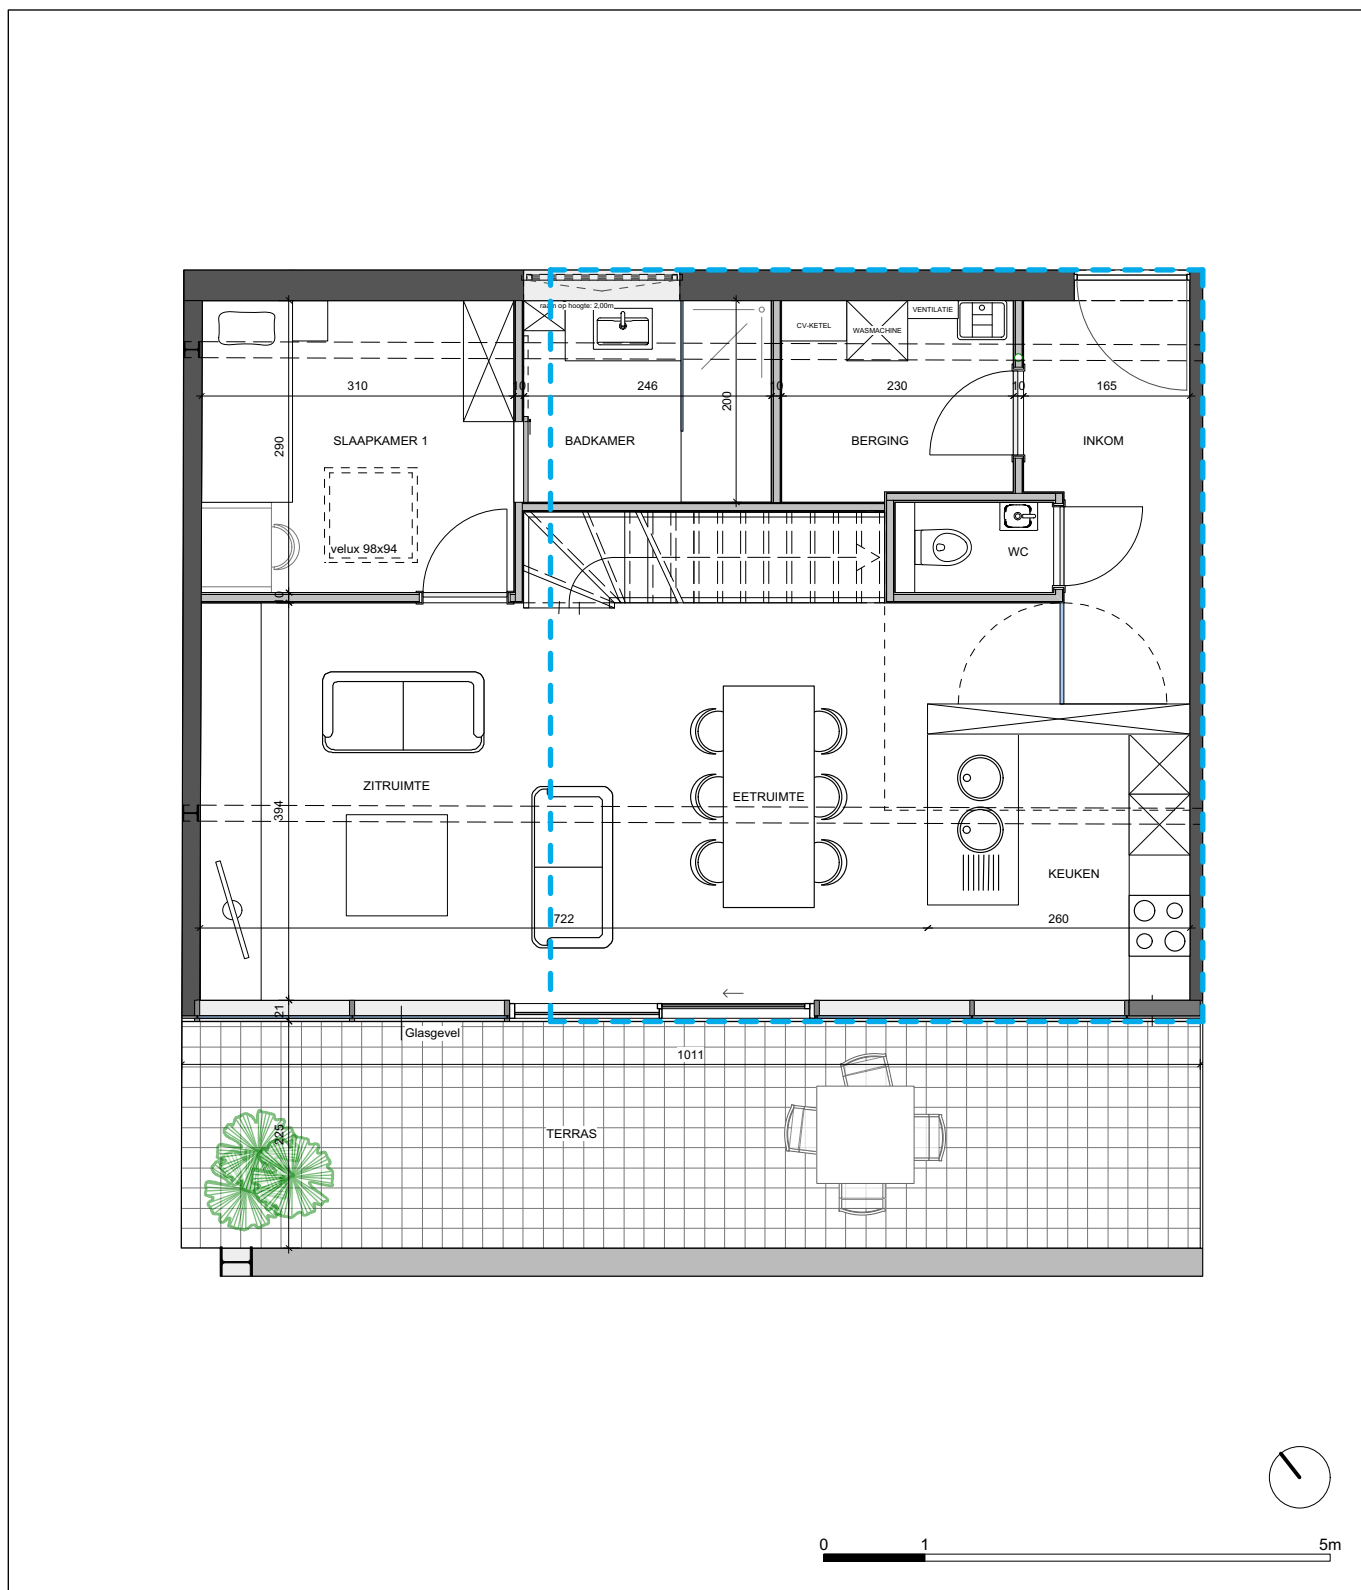 raam op hoogte: 2,00m
CV-KETEL
WASMACHINE
VENTILATIE
310
10
246
10
230
10
165
200
290
SLAAPKAMER 1
BADKAMER
BERGING
INKOM
velux 98x94
WC
10
ZITRUIMTE
EETRUIMTE
394
KEUKEN
722
260
21
Glasgevel
1011
225
TERRAS
0 1 5m